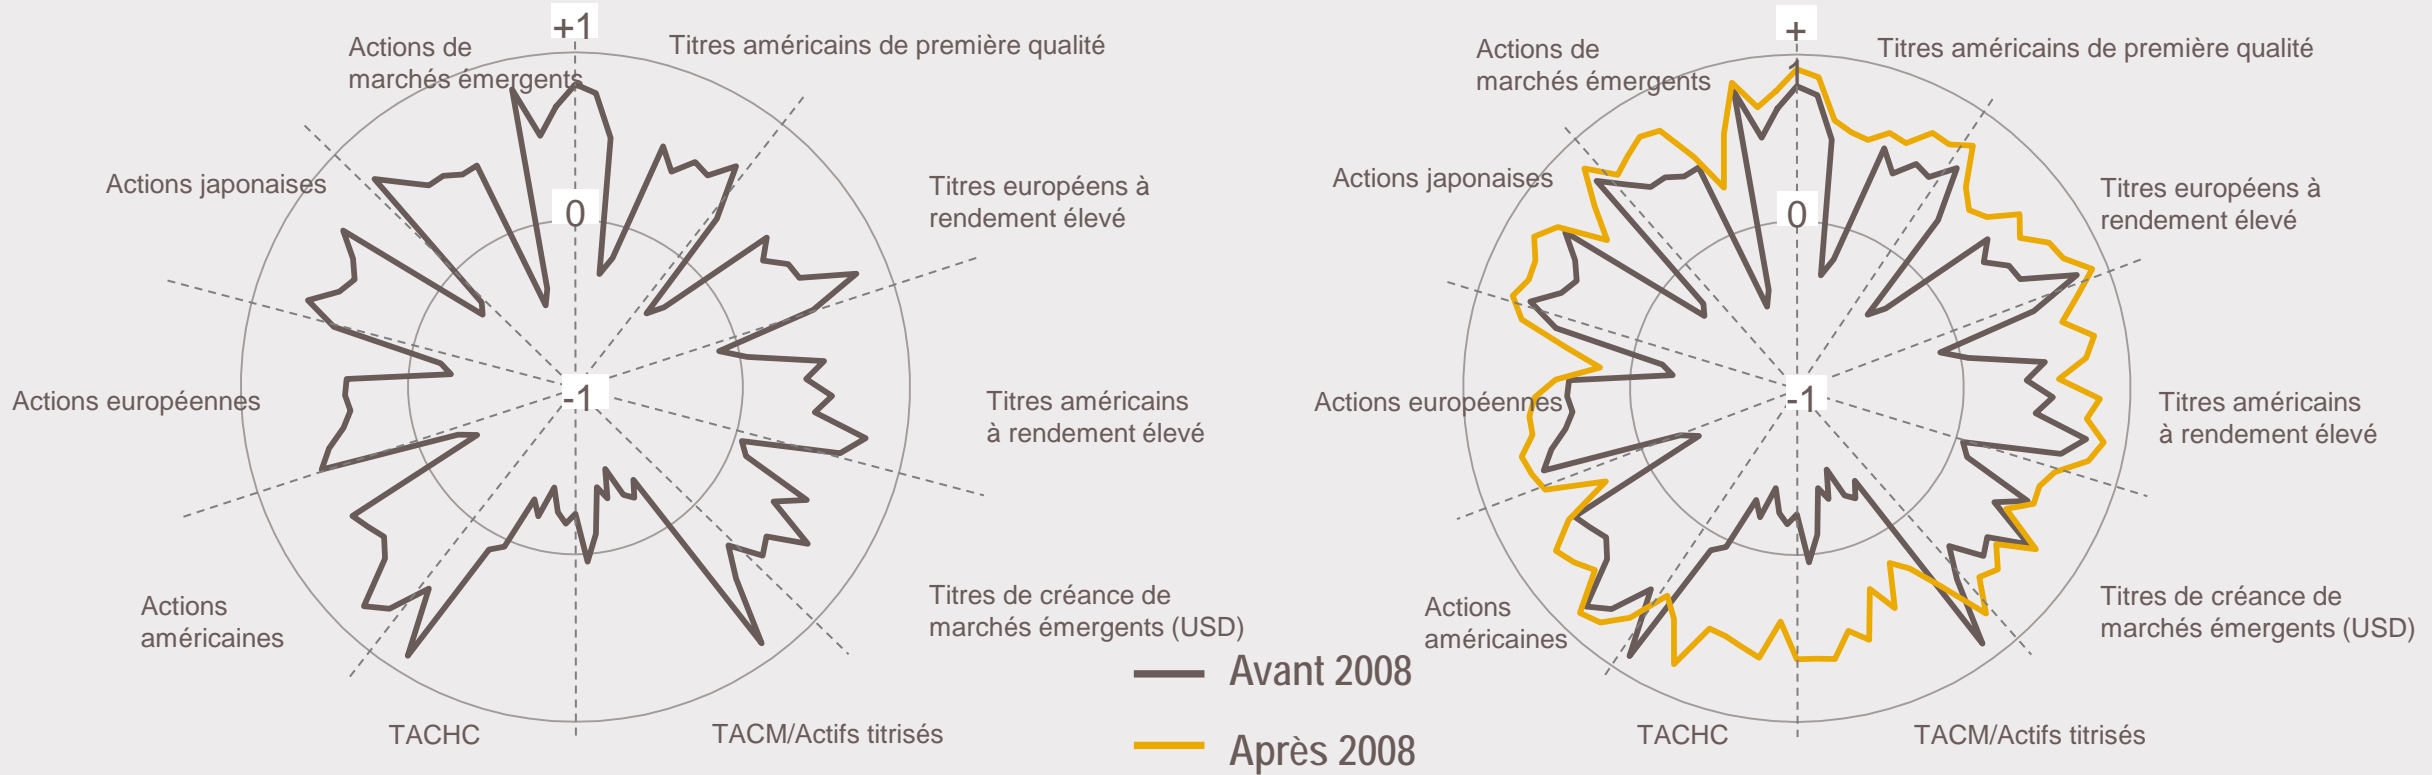 +1
Actions de
marchés émergents
Titres américains de première qualité
Actions japonaises
0
Titres européens à
rendement élevé
-1
Actions européennes
Titres américains
à rendement élevé
Actions
américaines
Titres de créance de
marchés émergents (USD)
TACHC
TACM/Actifs titrisés
Avant 2008
Après 2008
+
1
Actions de
marchés émergents
Titres américains de première qualité
Actions japonaises
0
Titres européens à
rendement élevé
-1
Actions européennes
Titres américains
à rendement élevé
Actions
américaines
Titres de créance de
marchés émergents (USD)
TACHC
TACM/Actifs titrisés